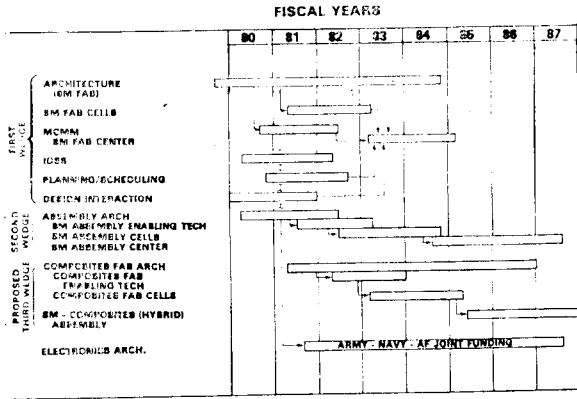 FISCAL YEARS
80 81 82 83 84 85 86 87
FIRST WEDGE
ARCHITECTURE
(SM FAB)
SM FAB CELLS
MCMM
SM FAB CENTER
IDSS
PLANNING/SCHEDULING
DESIGN INTERACTION
SECOND WEDGE
ASSEMBLY ARCH
SM ASSEMBLY ENABLING TECH
SM ASSEMBLY CELLS
SM ASSEMBLY CENTER
PROPOSED THIRD WEDGE
COMPOSITES FAB ARCH
COMPOSITES FAB
ENABLING TECH
COMPOSITES FAB CELLS
SM - COMPOSITES (HYBRID)
ASSEMBLY
ELECTRONICS ARCH.
ARMY - NAVY - AF JOINT FUNDING